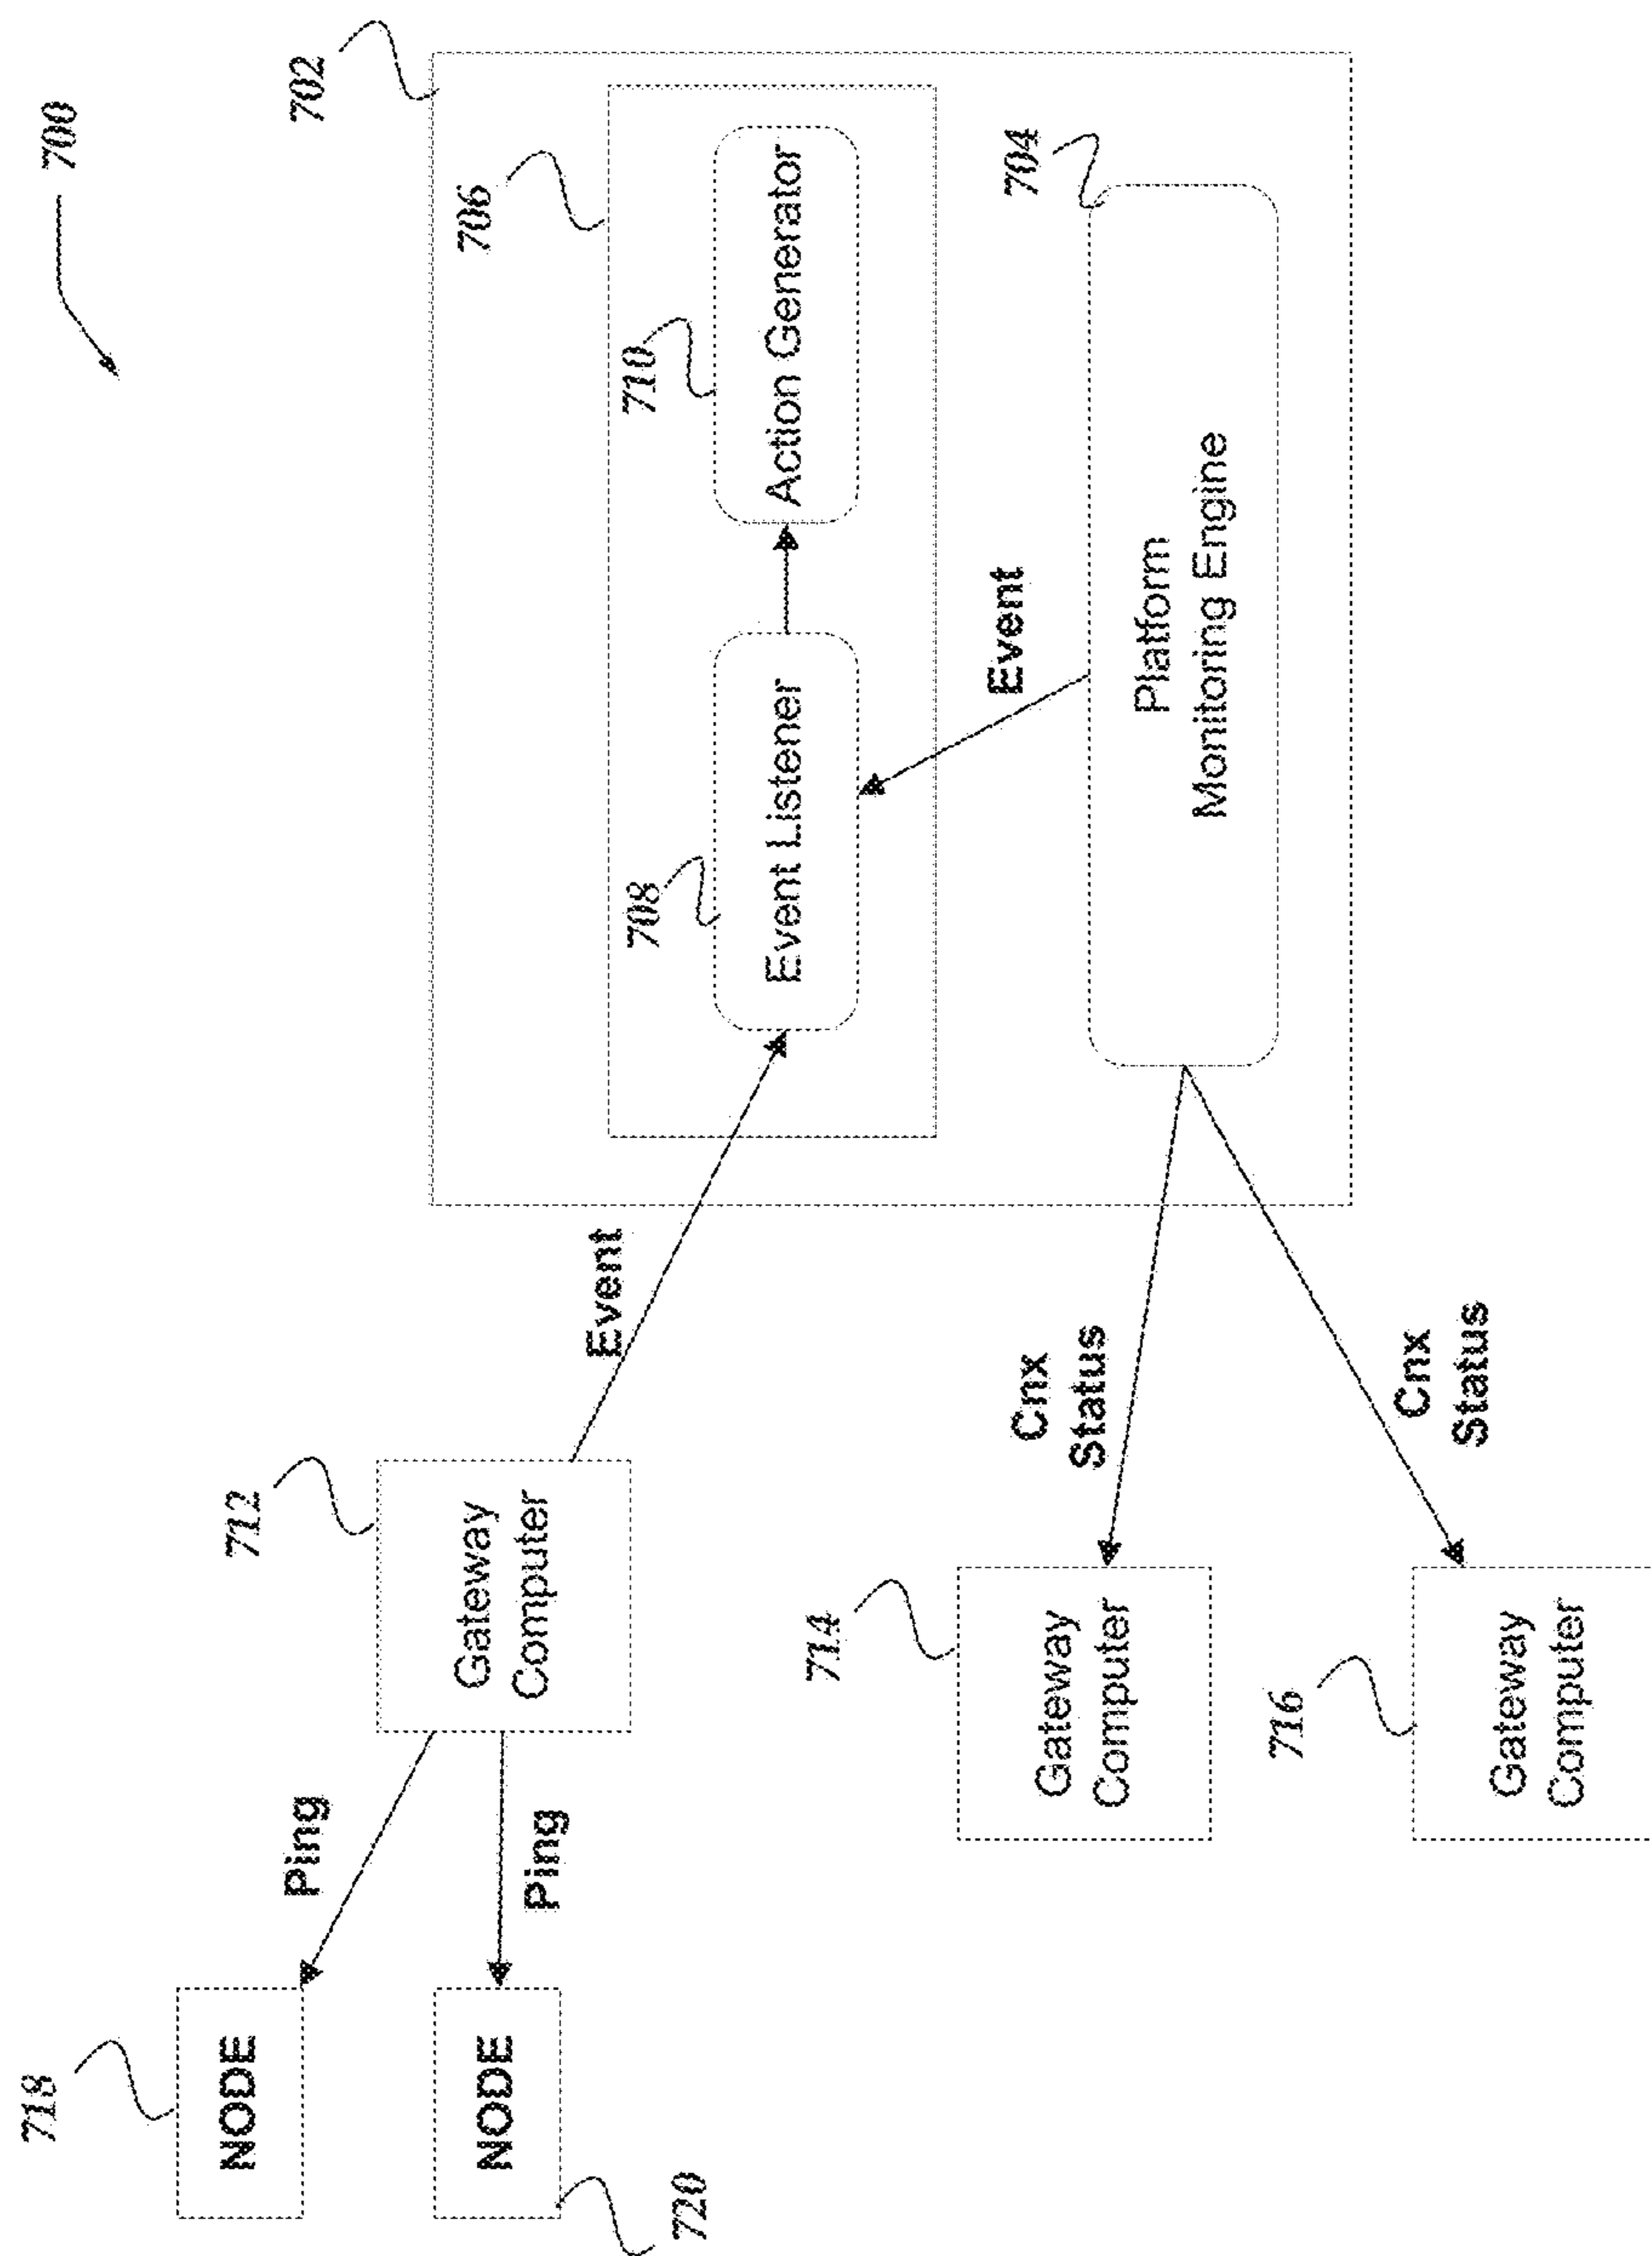 700
718
NODE
Ping
712
702
706
Gateway
Computer
NODE
Ping
720
Event
708
710
Event Listener
Action Generator
714
Event
704
Gateway
Computer
Cnx
Status
Platform
Monitoring Engine
716
Cnx
Status
Gateway
Computer